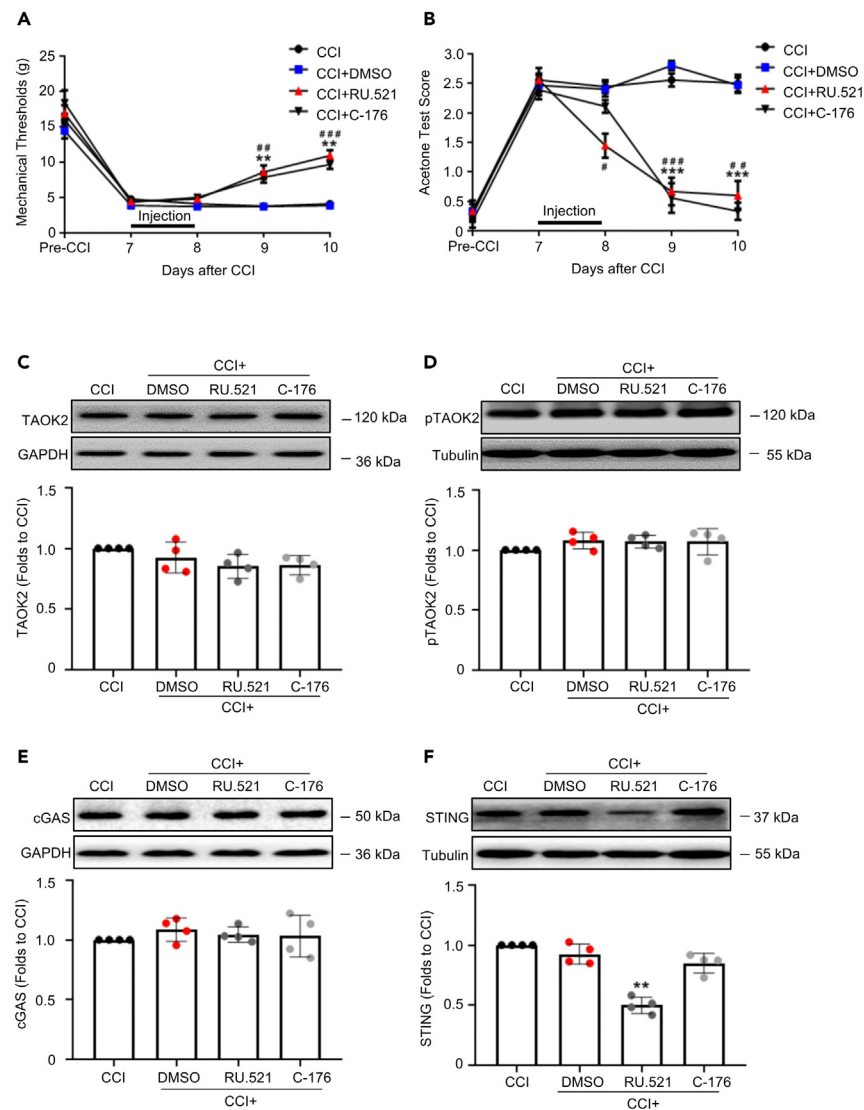 A
CCI
CCI+DMSO
CCI+RU.521
CCI+C-176
Mechanical Thresholds (g)
25
20
15
10
5
0
##
**
###
**
Injection
Pre-CCI 7 8 9 10
Days after CCI
B
CCI
CCI+DMSO
CCI+RU.521
CCI+C-176
Acetone Test Score
3.0
2.5
2.0
1.5
1.0
0.5
0
#
###
***
##
***
Injection
Pre-CCI 7 8 9 10
Days after CCI
C
CCI+
CCI DMSO RU.521 C-176
TAOK2 120 kDa
GAPDH 36 kDa
TAOK2 (Folds to CCI)
1.5
1.0
0.5
0
CCI DMSO RU.521 C-176
CCI+
D
CCI+
CCI DMSO RU.521 C-176
pTAOK2 120 kDa
Tubulin 55 kDa
pTAOK2 (Folds to CCI)
1.5
1.0
0.5
0
CCI DMSO RU.521 C-176
CCI+
E
CCI+
CCI DMSO RU.521 C-176
cGAS 50 kDa
GAPDH 36 kDa
cGAS (Folds to CCI)
1.5
1.0
0.5
0
CCI DMSO RU.521 C-176
CCI+
F
CCI+
CCI DMSO RU.521 C-176
STING 37 kDa
Tubulin 55 kDa
STING (Folds to CCI)
1.5
1.0
0.5
0
**
CCI DMSO RU.521 C-176
CCI+